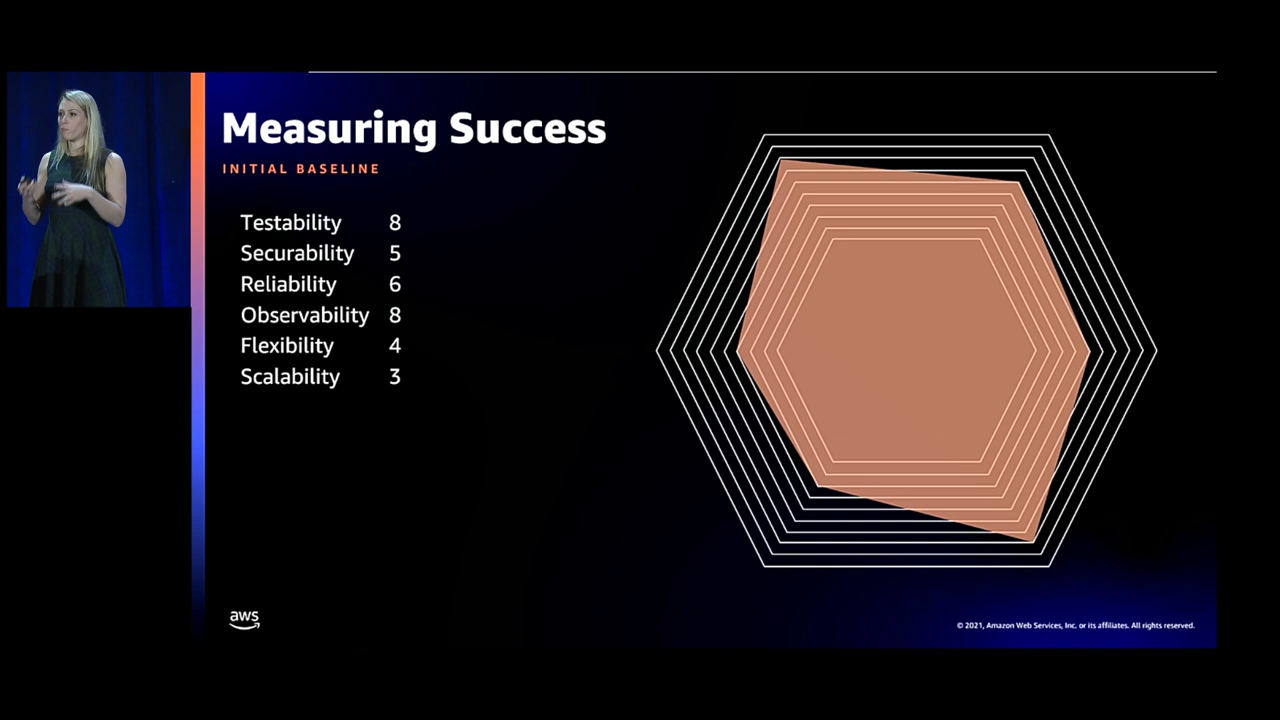 Measuring Success
INITIAL BASELINE
Testability 8
Securability 5
Reliability 6
Observability 8
Flexibility 4
Scalability 3
aws
© 2021, Amazon Web Services, Inc. or its affiliates. All rights reserved.